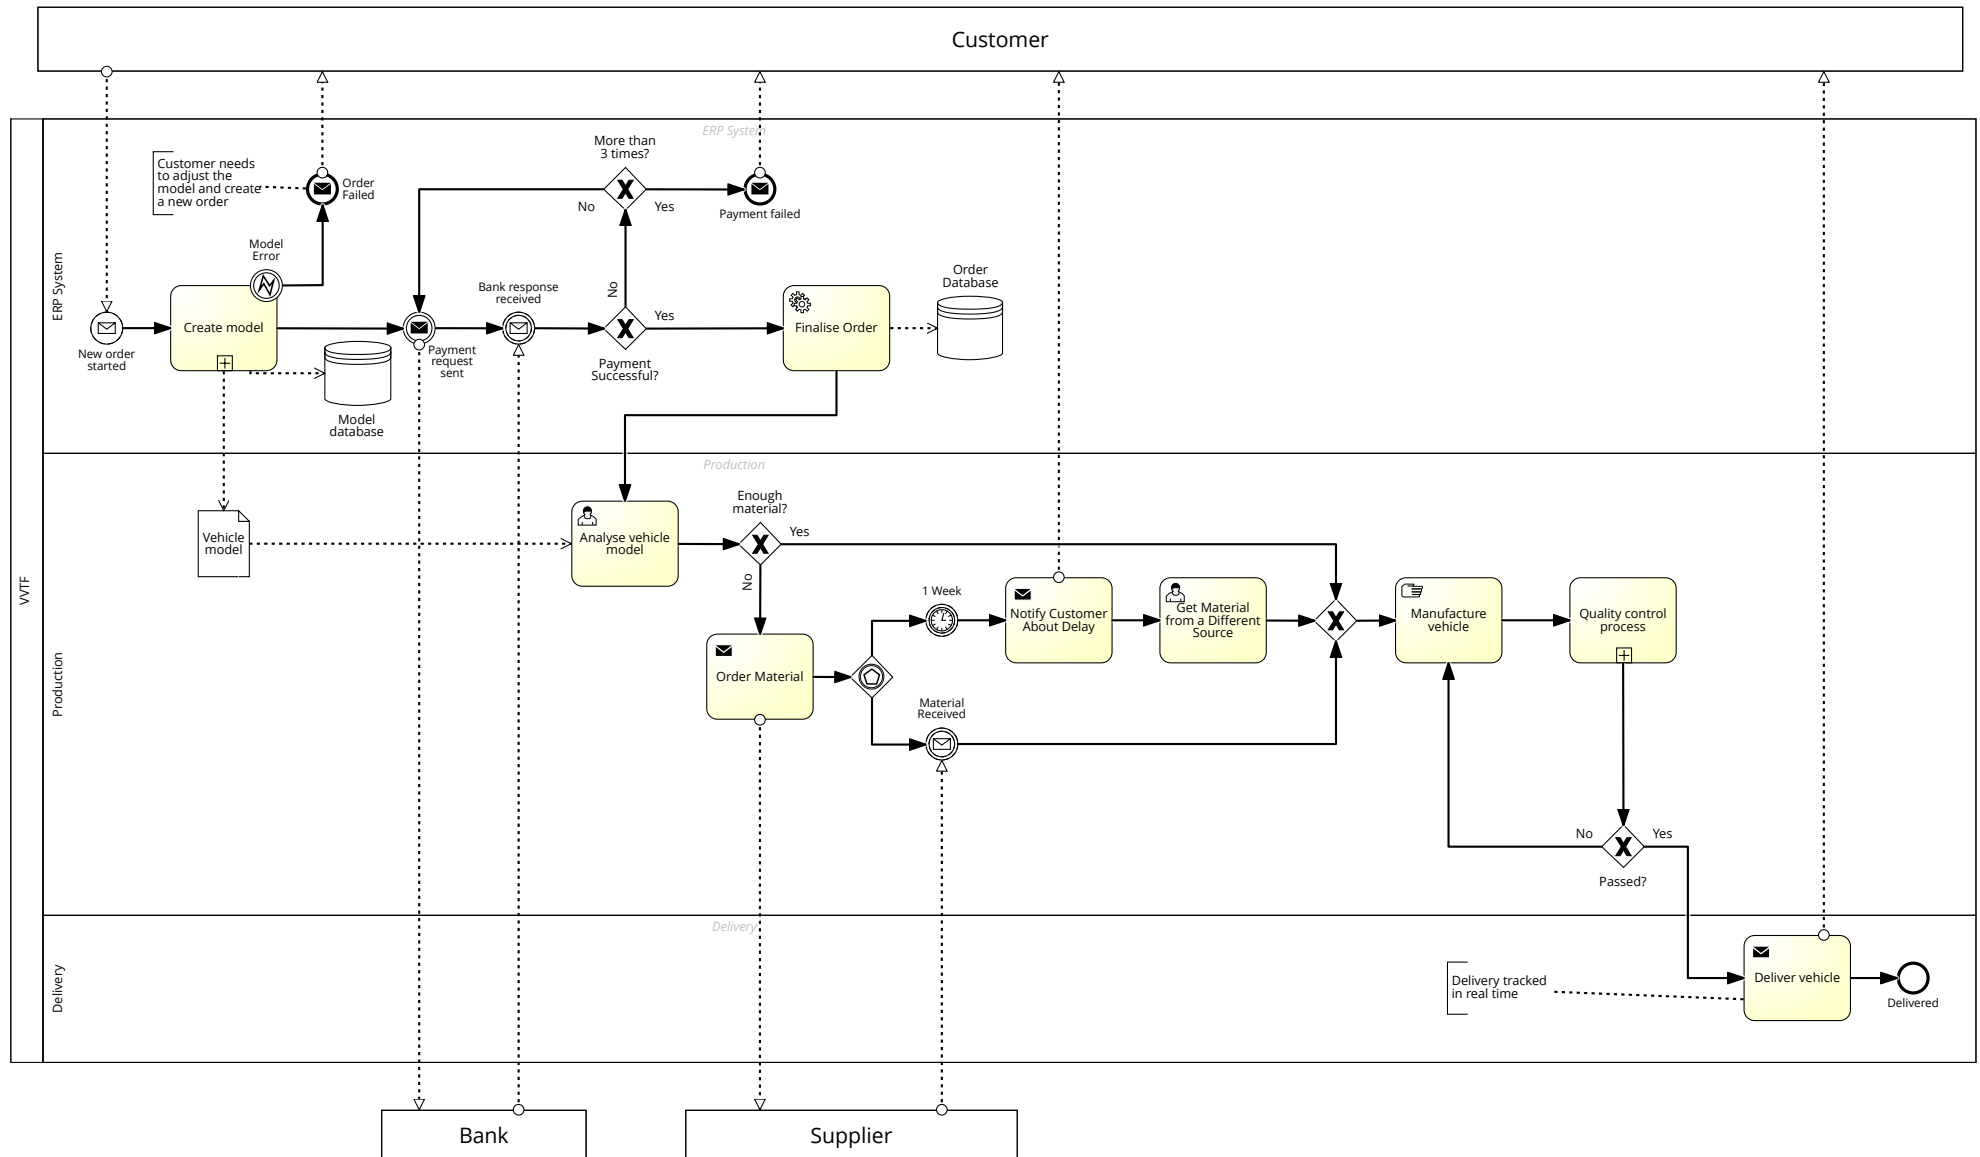 Customer
ERP System
More than
3 times?
Customer needs
to adjust the
model and create
a new order
Order
Failed
No
Yes
Payment failed
Model
Error
ERP System
Bank response
received
No
Yes
Order
Database
Create model
Finalise Order
New order
started
Payment
request
sent
Payment
Successful?
Model
database
VVTF
Production
Enough
material?
Yes
Vehicle
model
Analyse vehicle
model
No
1 Week
Notify Customer
About Delay
Get Material
from a Different
Source
Manufacture
vehicle
Quality control
process
Production
Order Material
Material
Received
No
Yes
Passed?
Delivery
Delivery
Delivery tracked
in real time
Deliver vehicle
Delivered
Bank
Supplier